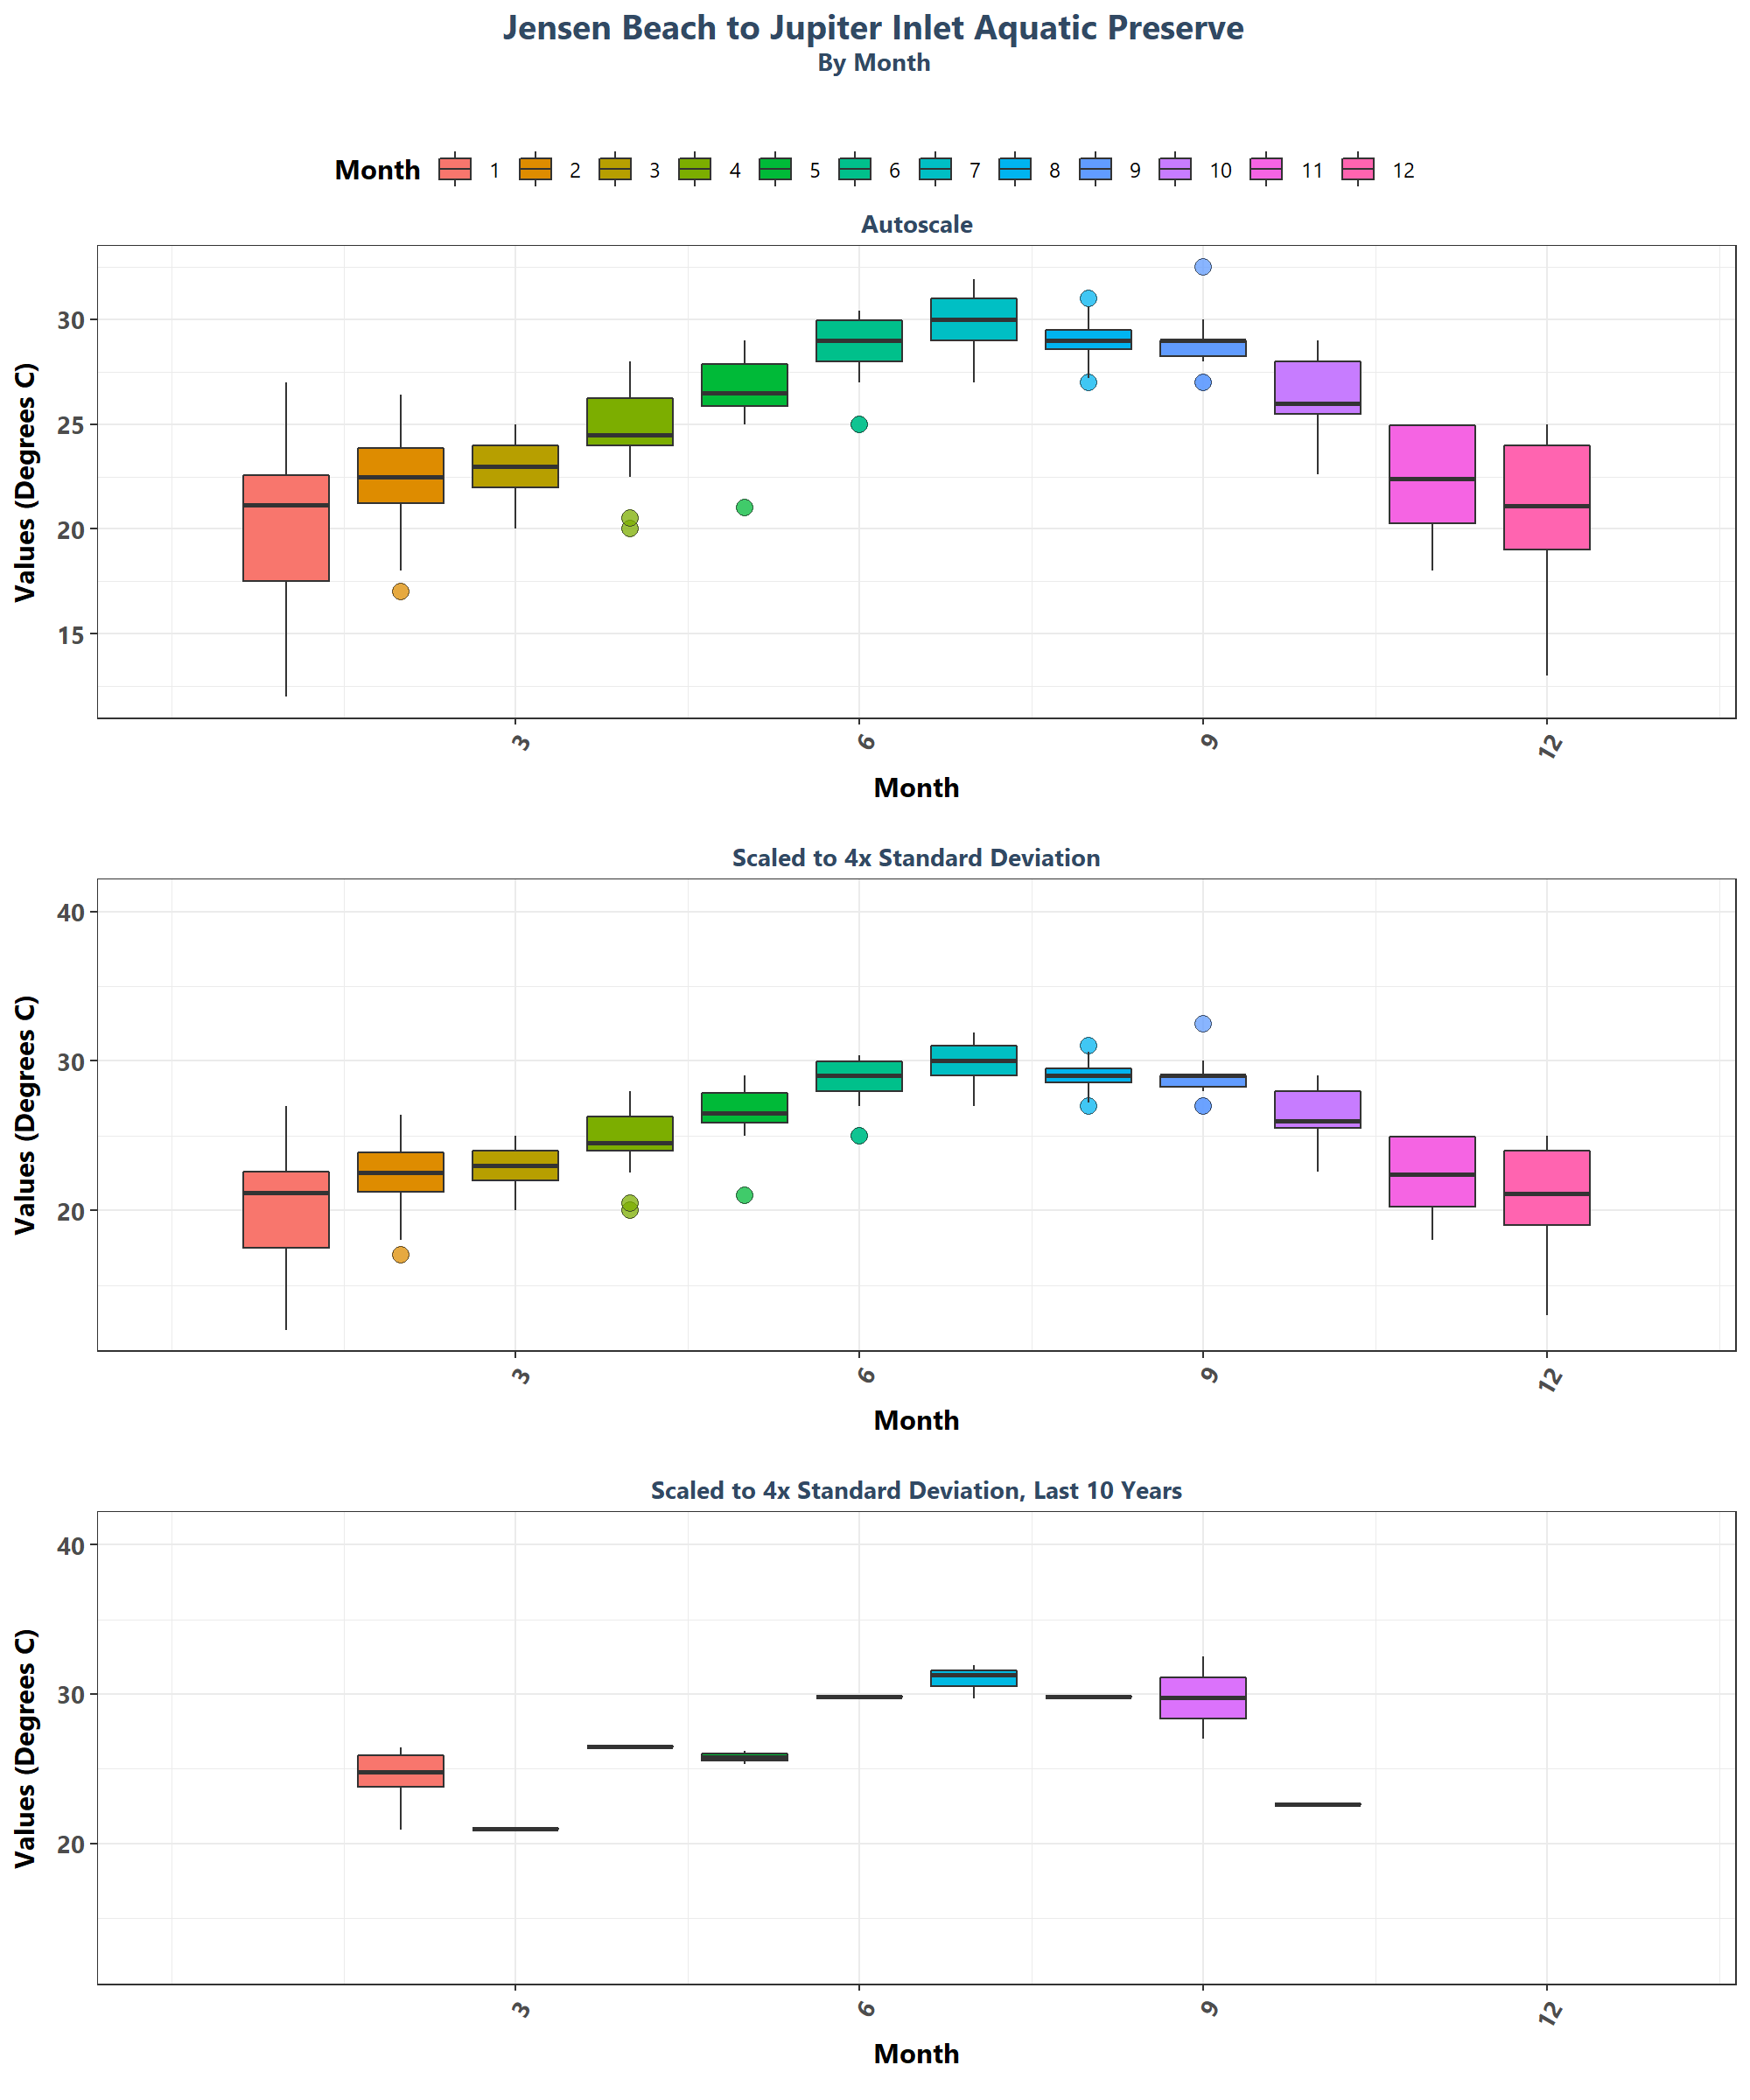 Jensen Beach to Jupiter Inlet Aquatic Preserve
By Month
Month 1 2 3 4 5 6 7 8 9 10 11 12
Autoscale
Values (Degrees C)
30
25
20
15
3 6 9 12
Month
Scaled to 4x Standard Deviation
Values (Degrees C)
40
30
20
3 6 9 12
Month
Scaled to 4x Standard Deviation, Last 10 Years
Values (Degrees C)
40
30
20
3 6 9 12
Month